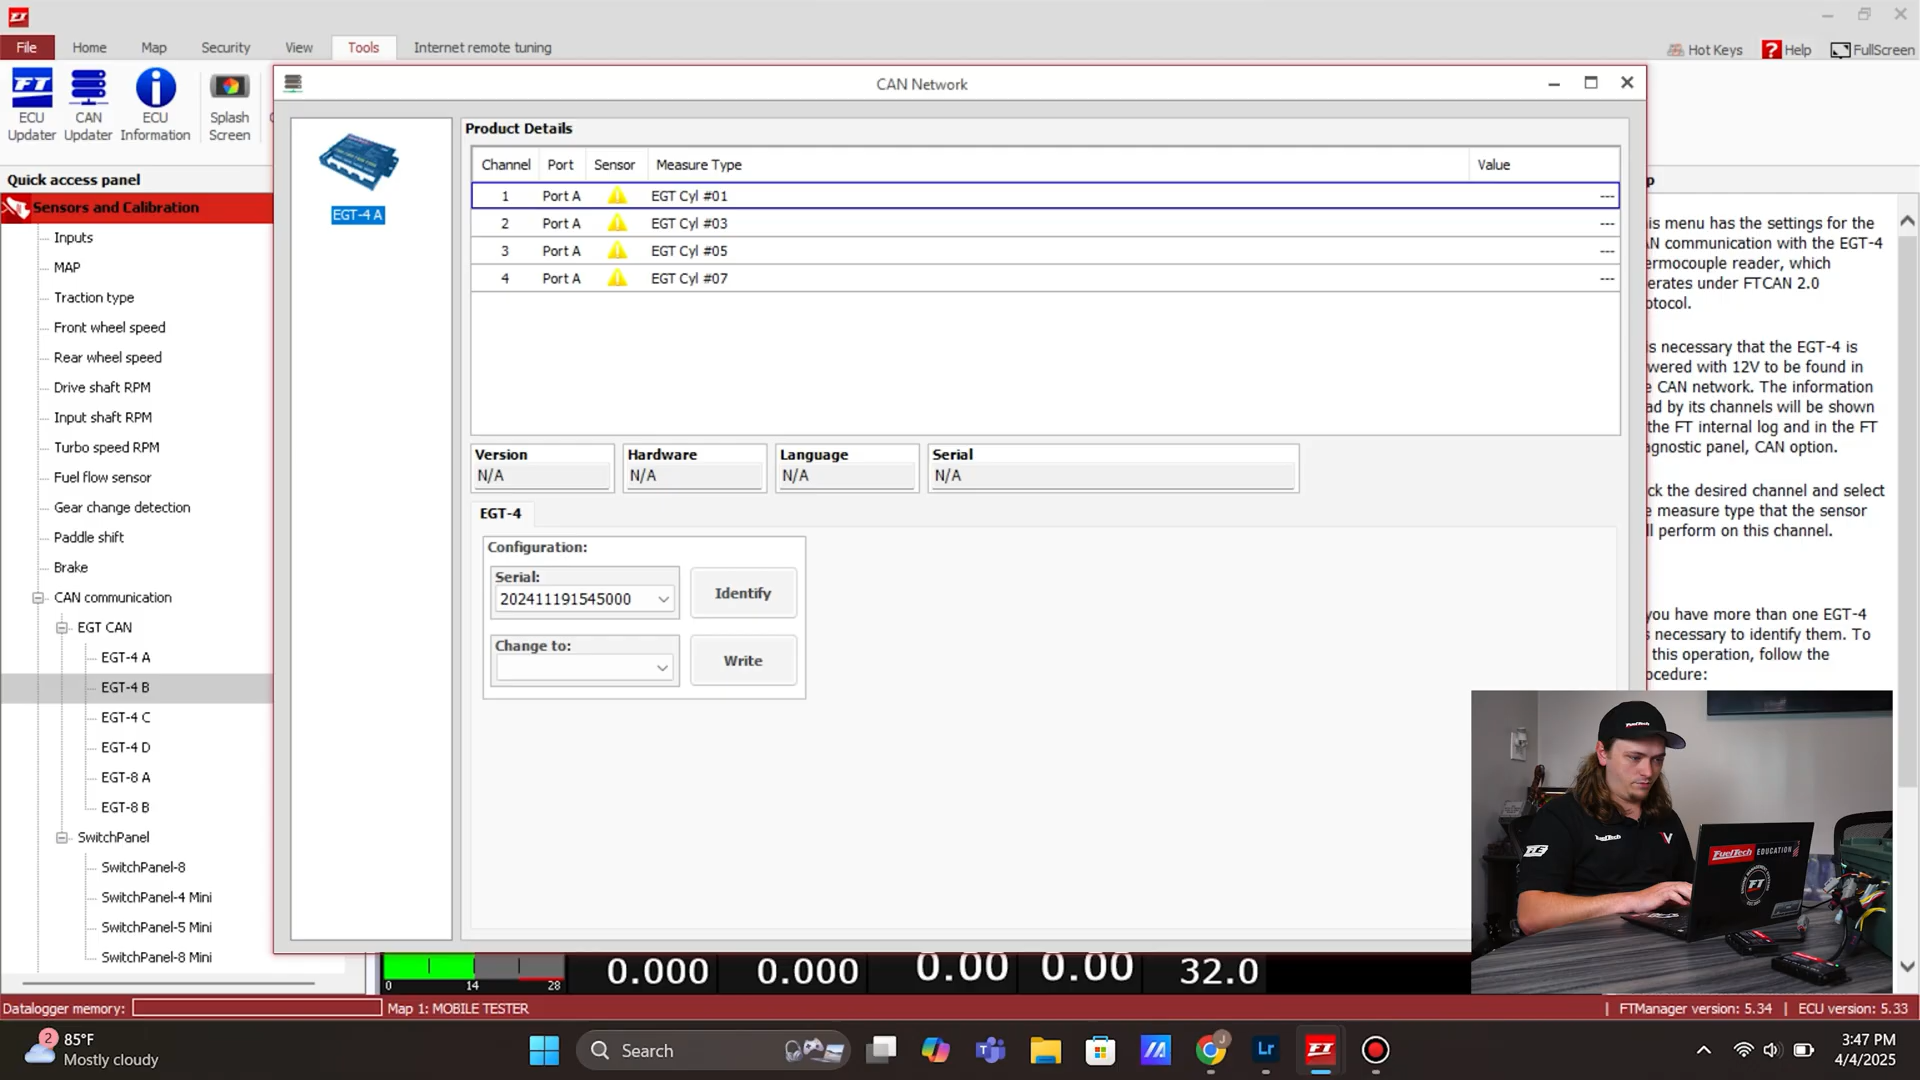 FT
File Home Map Security View Tools Internet remote tuning
Hot Keys ? Help FullScreen
FT
ECU Updater
CAN Updater
ECU Information
Splash Screen
CAN Network
Quick access panel
Sensors and Calibration
Inputs
MAP
Traction type
Front wheel speed
Rear wheel speed
Drive shaft RPM
Input shaft RPM
Turbo speed RPM
Fuel flow sensor
Gear change detection
Paddle shift
Brake
CAN communication
EGT CAN
EGT-4 A
EGT-4 B
EGT-4 C
EGT-4 D
EGT-8 A
EGT-8 B
SwitchPanel
SwitchPanel-8
SwitchPanel-4 Mini
SwitchPanel-5 Mini
SwitchPanel-8 Mini
EGT-4 A
Product Details
Channel Port Sensor Measure Type Value
1 Port A EGT Cyl #01 ---
2 Port A EGT Cyl #03 ---
3 Port A EGT Cyl #05 ---
4 Port A EGT Cyl #07 ---
Version Hardware Language Serial
N/A N/A N/A N/A
EGT-4
Configuration:
Serial:
202411191545000
Identify
Change to:
Write
p
is menu has the settings for the
N communication with the EGT-4
ermocouple reader, which
erates under FTCAN 2.0
otocol.
s necessary that the EGT-4 is
wered with 12V to be found in
e CAN network. The information
ad by its channels will be shown
the FT internal log and in the FT
agnostic panel, CAN option.
ck the desired channel and select
e measure type that the sensor
ll perform on this channel.
you have more than one EGT-4
s necessary to identify them. To
this operation, follow the
ocedure:
FuelTech
FuelTech
FuelTech EDUCATION
FT
0 14 28
0.000 0.000 0.00 0.00 32.0
Datalogger memory: Map 1: MOBILE TESTER | FTManager version: 5.34 | ECU version: 5.33
2
85°F
Mostly cloudy
Search
Lr
FT
3:47 PM
4/4/2025